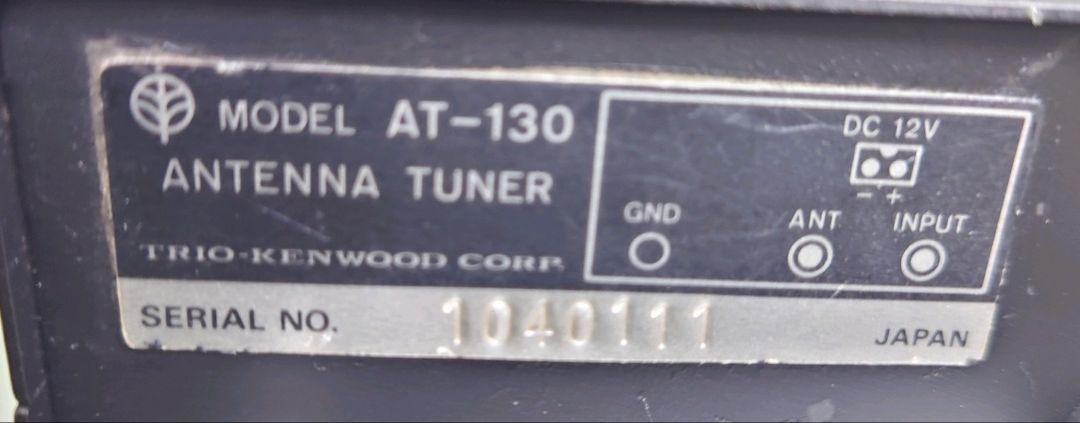 MODEL AT-130
ANTENNA TUNER
TRIO-KENWOOD CORP.
DC 12V
- +
GND
ANT
INPUT
SERIAL NO. 1040111
JAPAN